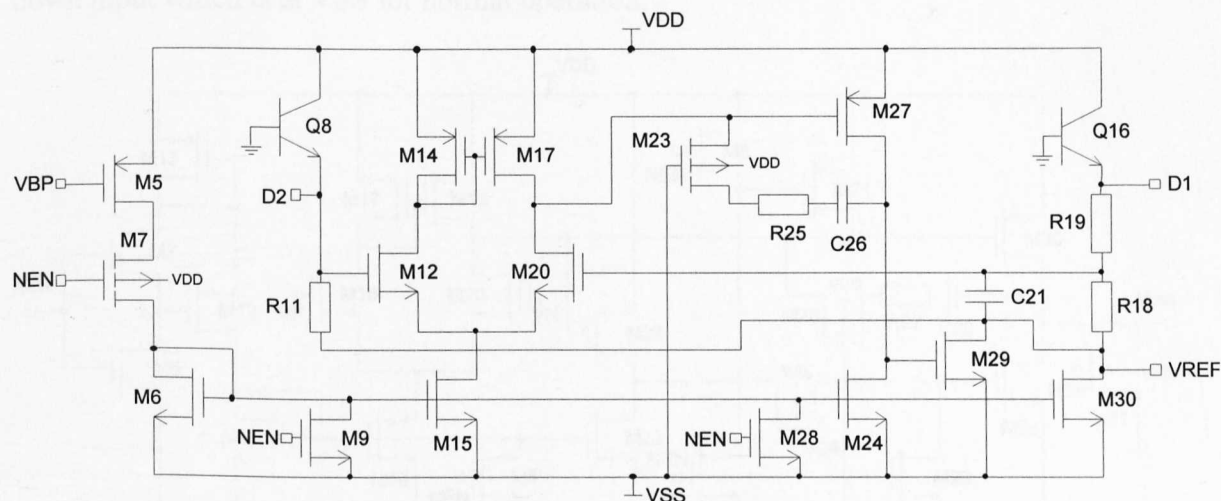 VDD
Q8
M14
M17
M23
VDD
M27
Q16
VBP
M5
D2
D1
M7
R25
C26
R19
NEN
VDD
M12
M20
R11
C21
R18
M29
VREF
M6
M30
NEN
M9
M15
NEN
M28
M24
VSS